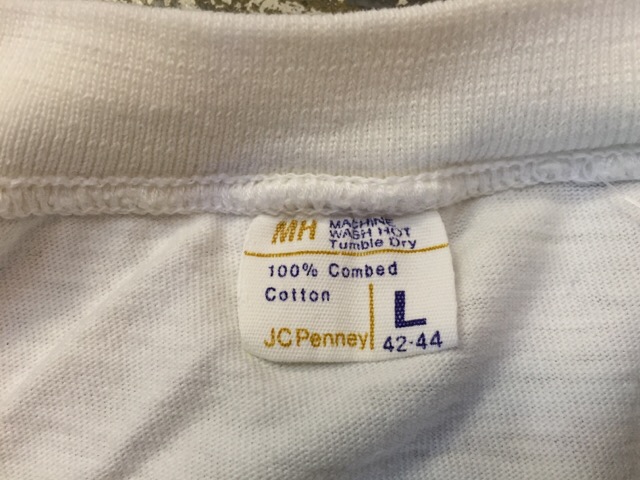 MH
MACHINE
WASH HOT
Tumble Dry
100% Combed
Cotton
JCPenney
L
42-44